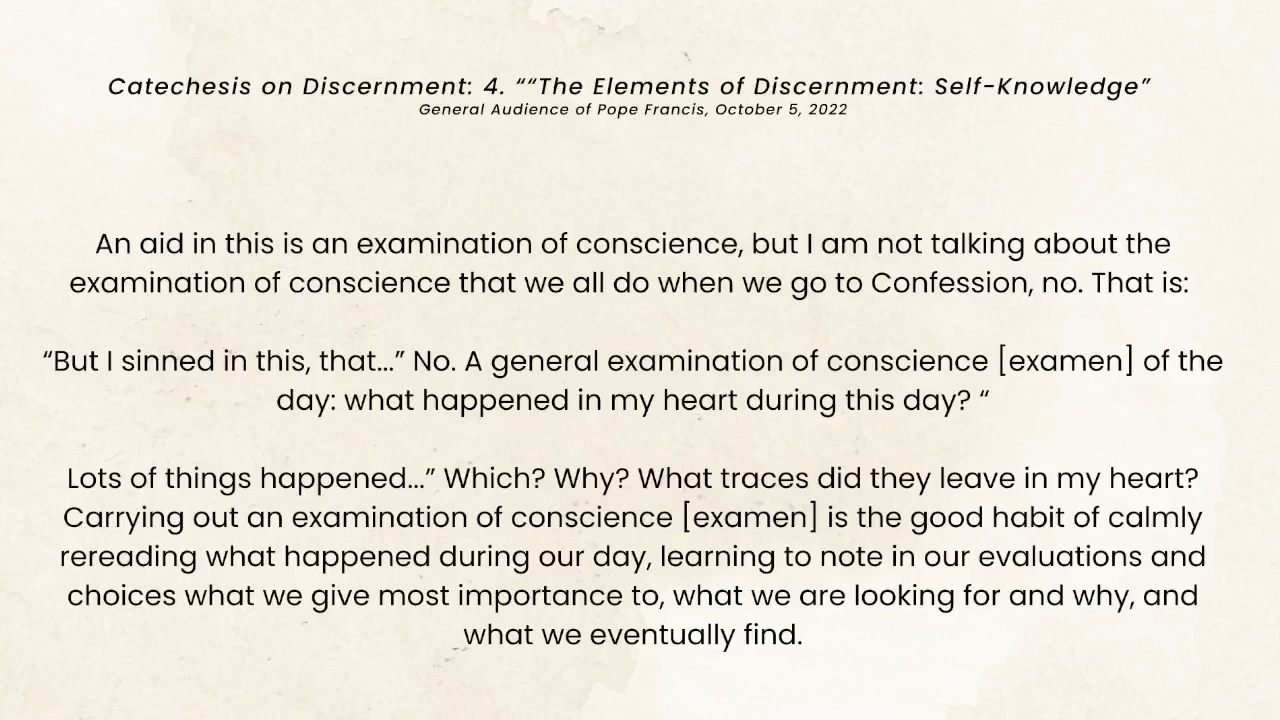 Catechesis on Discernment: 4. ““The Elements of Discernment: Self-Knowledge”
General Audience of Pope Francis, October 5, 2022
An aid in this is an examination of conscience, but I am not talking about the
examination of conscience that we all do when we go to Confession, no. That is:
“But I sinned in this, that...” No. A general examination of conscience [examen] of the
day: what happened in my heart during this day? “
Lots of things happened...” Which? Why? What traces did they leave in my heart?
Carrying out an examination of conscience [examen] is the good habit of calmly
rereading what happened during our day, learning to note in our evaluations and
choices what we give most importance to, what we are looking for and why, and
what we eventually find.